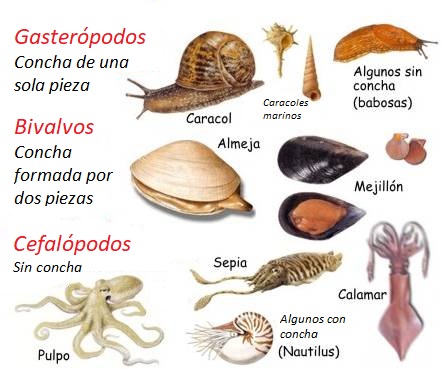 Gasterópodos
Concha de una
sola pieza
Caracol
Caracoles
marinos
Algunos sin
concha
(babosas)
Bivalvos
Concha
formada por
dos piezas
Almeja
Mejillón
Cefalópodos
Sin concha
Pulpo
Sepia
Calamar
Algunos con
concha
(Nautilus)